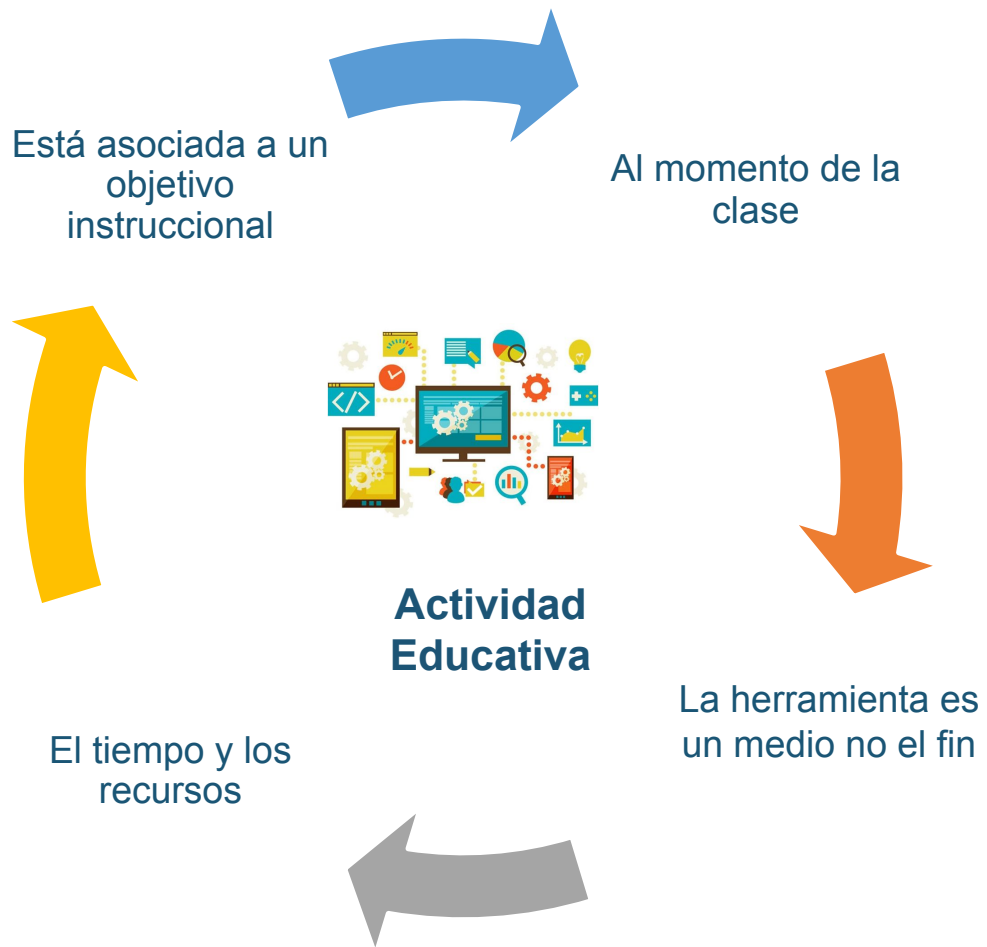 Está asociada a un
objetivo
instruccional
Al momento de la
clase
</>
Actividad
Educativa
La herramienta es
un medio no el fin
El tiempo y los
recursos